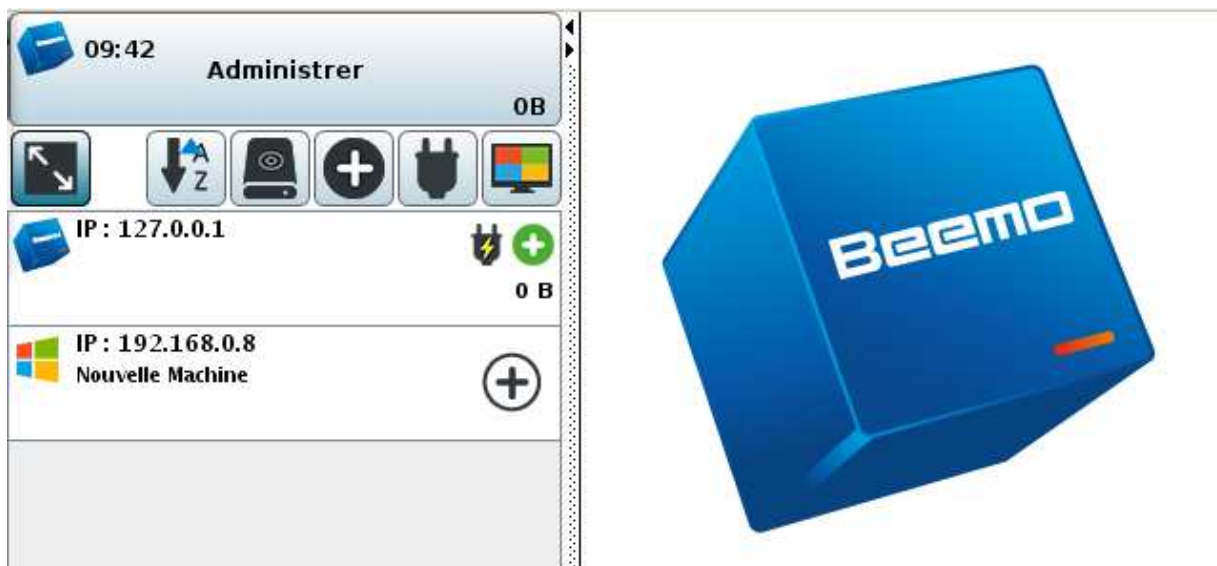 09:42
Administrer
0B
A
Z
IP : 127.0.0.1
0 B
IP : 192.168.0.8
Nouvelle Machine
Beemo